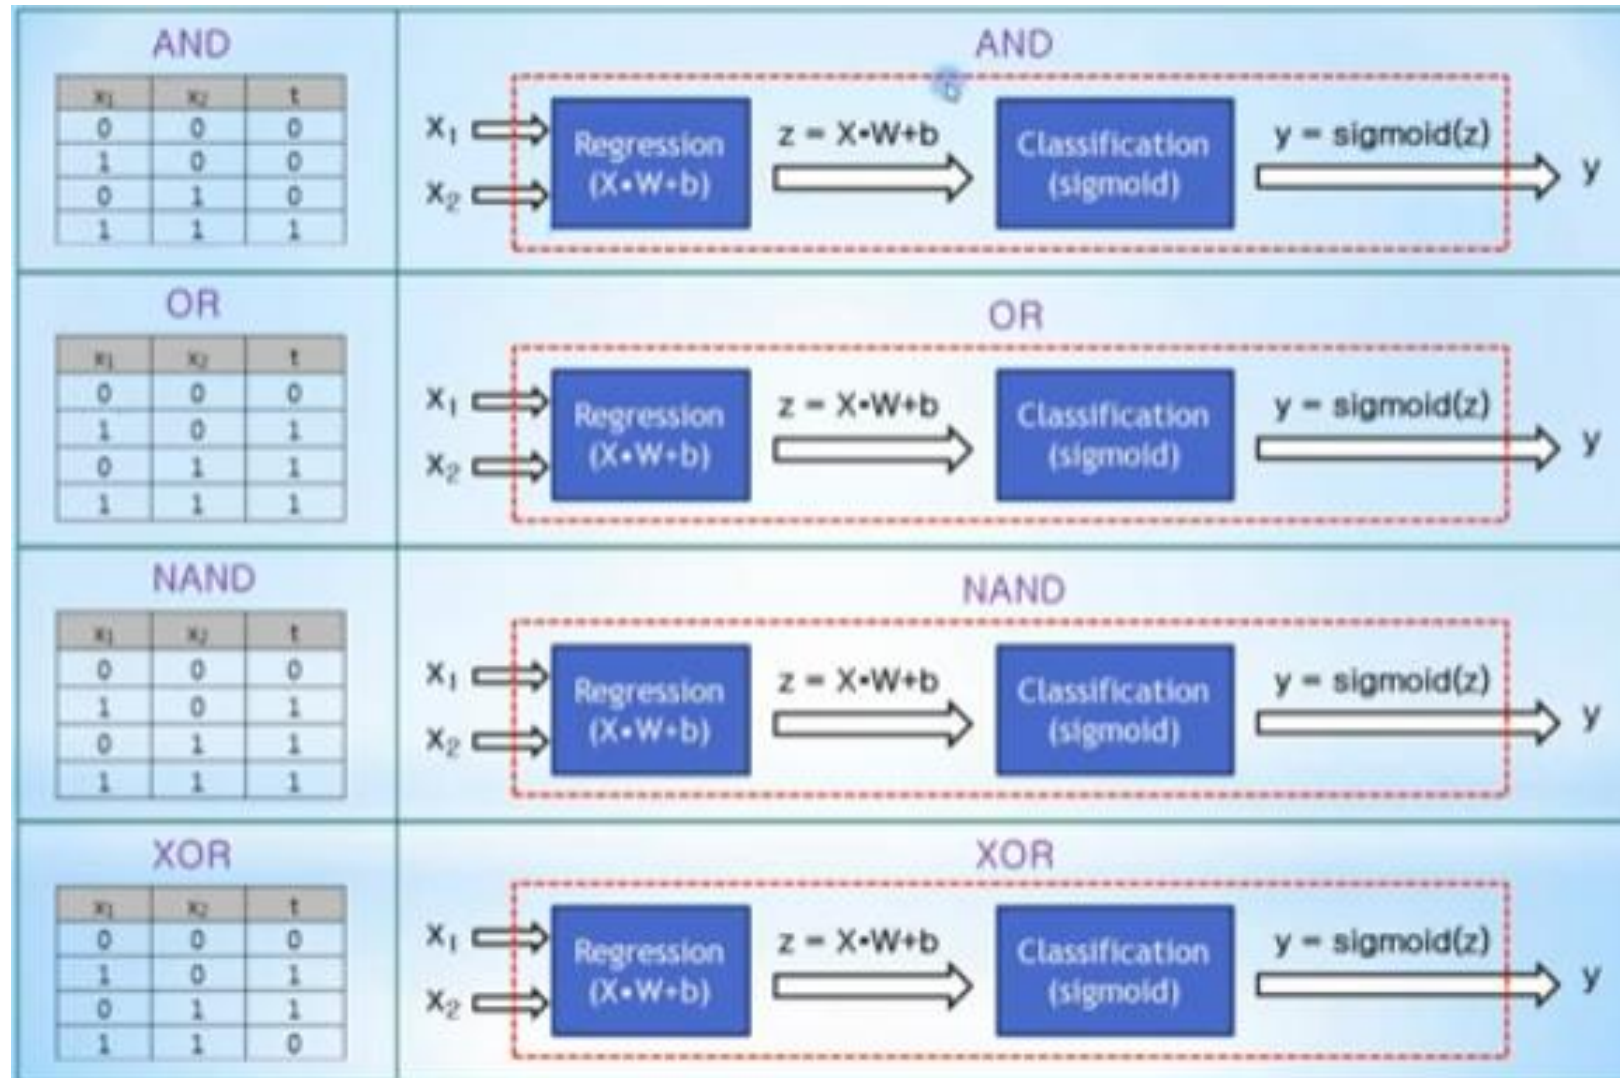 AND
x₁ x₂ t
0 0 0
1 0 0
0 1 0
1 1 1
AND
X₁
X₂
Regression
(X•W+b)
z = X•W+b
Classification
(sigmoid)
y = sigmoid(z)
y
OR
x₁ x₂ t
0 0 0
1 0 1
0 1 1
1 1 1
OR
X₁
X₂
Regression
(X•W+b)
z = X•W+b
Classification
(sigmoid)
y = sigmoid(z)
y
NAND
x₁ x₂ t
0 0 0
1 0 1
0 1 1
1 1 1
NAND
X₁
X₂
Regression
(X•W+b)
z = X•W+b
Classification
(sigmoid)
y = sigmoid(z)
y
XOR
x₁ x₂ t
0 0 0
1 0 1
0 1 1
1 1 0
XOR
X₁
X₂
Regression
(X•W+b)
z = X•W+b
Classification
(sigmoid)
y = sigmoid(z)
y